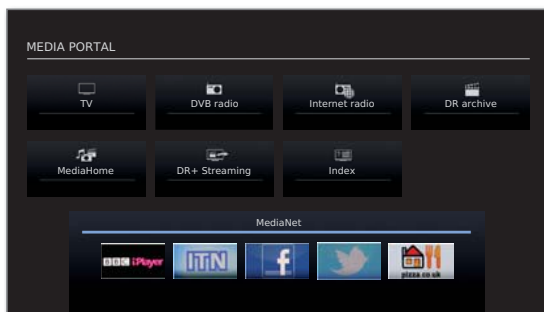 MEDIA PORTAL
TV
DVB radio
Internet radio
DR archive
MediaHome
DR+ Streaming
Index
MediaNet
BBC iPlayer
ITN
f
pizza.co.uk